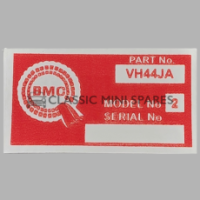 PART No.
VH44JA
BMC
CLASSIC MINI SPARES
MODEL No 2
SERIAL No